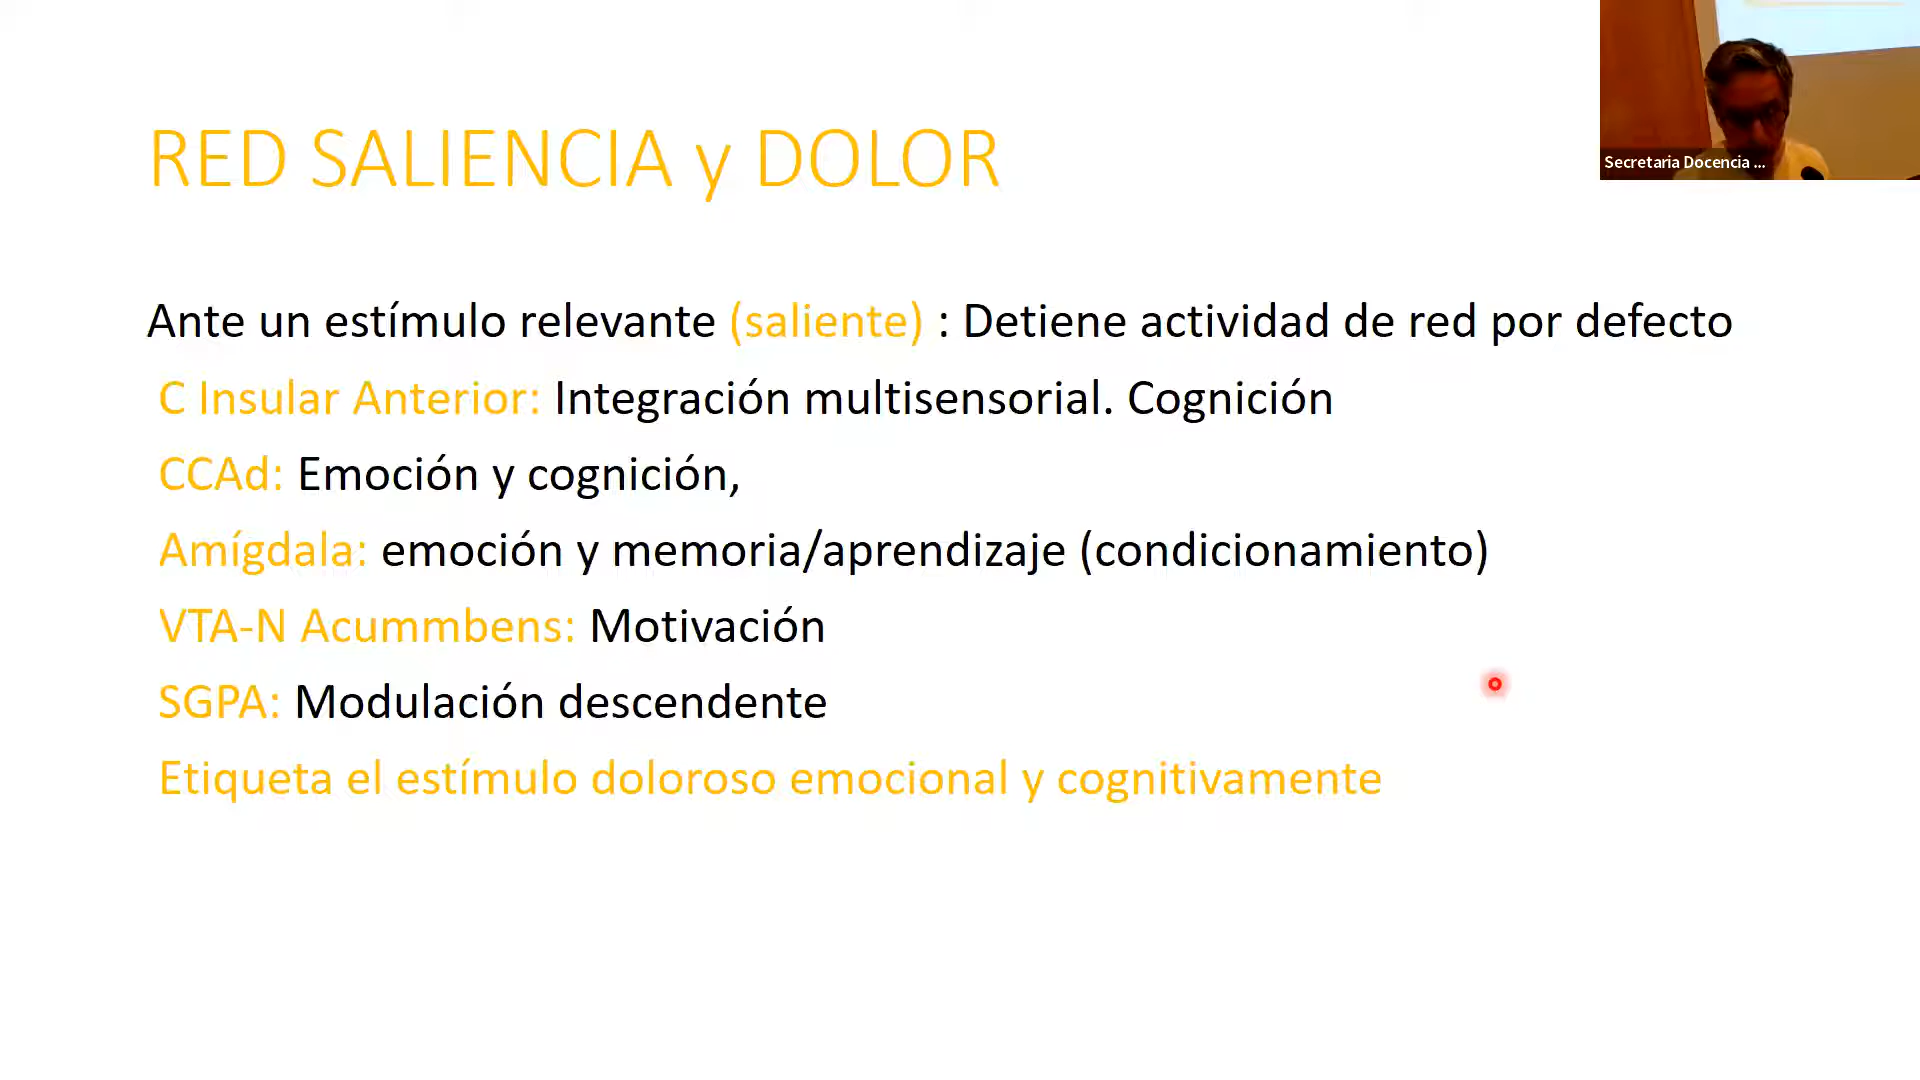 RED SALIENCIA y DOLOR
Secretaria Docencia ...
Ante un estímulo relevante (saliente) : Detiene actividad de red por defecto
C Insular Anterior: Integración multisensorial. Cognición
CCAd: Emoción y cognición,
Amígdala: emoción y memoria/aprendizaje (condicionamiento)
VTA-N Acummbens: Motivación
SGPA: Modulación descendente
Etiqueta el estímulo doloroso emocional y cognitivamente